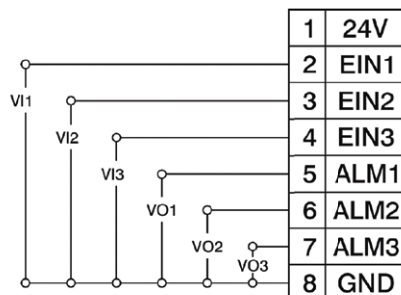 1 24V
2 EIN1
VI1
3 EIN2
VI2
4 EIN3
VI3
5 ALM1
VO1
6 ALM2
VO2
7 ALM3
VO3
8 GND